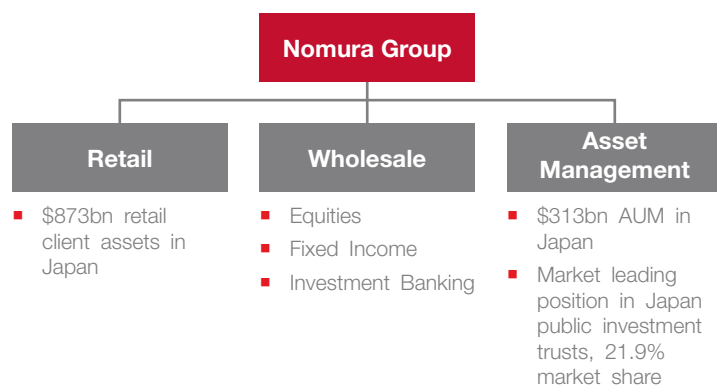 Nomura Group
Retail
Wholesale
Asset
Management
$873bn retail
client assets in
Japan
Equities
Fixed Income
Investment Banking
$313bn AUM in
Japan
Market leading
position in Japan
public investment
trusts, 21.9%
market share